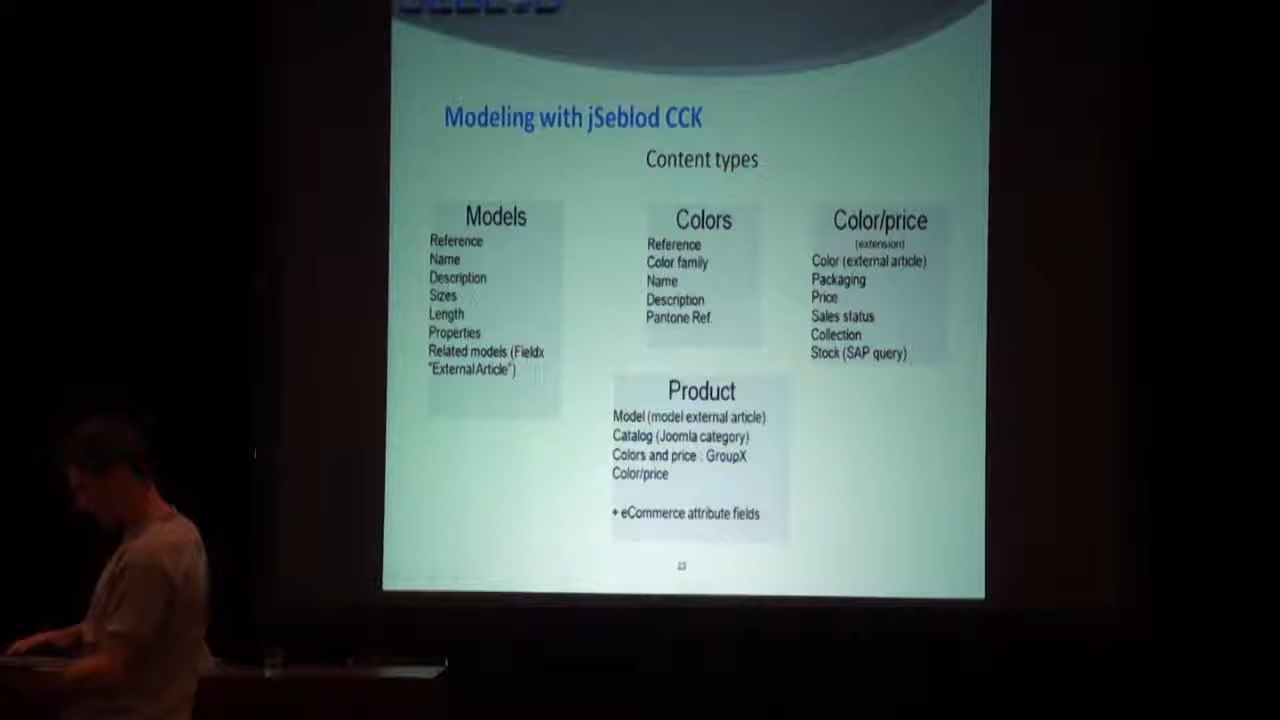 Modeling with jSeblod CCK
Content types
Models
Reference
Name
Description
Sizes
Length
Properties
Related models (Fieldx
"External Article")
Colors
Reference
Color family
Name
Description
Pantone Ref.
Color/price
(extension)
Color (external article)
Packaging
Price
Sales status
Collection
Stock (SAP query)
Product
Model (model external article)
Catalog (Joomla category)
Colors and price : GroupX
Color/price
+ eCommerce attribute fields